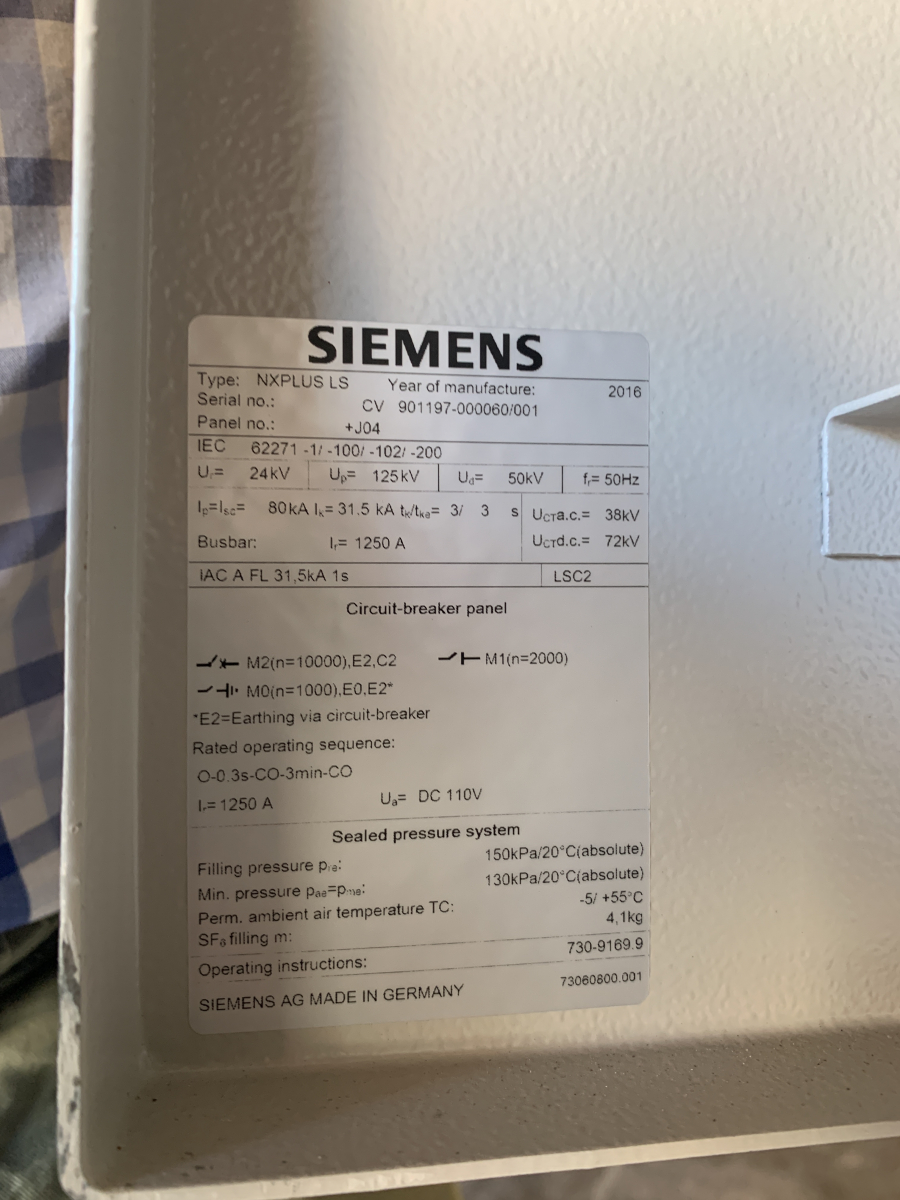 SIEMENS
Type: NXPLUS LS Year of manufacture: 2016
Serial no.: CV 901197-000060/001
Panel no.: +J04
IEC 62271 -1/ -100/ -102/ -200
Ur= 24kV Up= 125kV Ud= 50kV fr= 50Hz
Ip=Isc= 80kA Ik= 31.5 kA tk/tke= 3/ 3 s UCTa.c.= 38kV
Busbar: Ir= 1250 A UCTd.c.= 72kV
IAC A FL 31,5kA 1s LSC2
Circuit-breaker panel
M2(n=10000),E2,C2 M1(n=2000)
M0(n=1000),E0,E2*
*E2=Earthing via circuit-breaker
Rated operating sequence:
O-0.3s-CO-3min-CO
Ir= 1250 A Ua= DC 110V
Sealed pressure system
Filling pressure pre: 150kPa/20°C(absolute)
Min. pressure pae=pme: 130kPa/20°C(absolute)
Perm. ambient air temperature TC: -5/ +55°C
SF6 filling m: 4,1kg
Operating instructions: 730-9169.9
SIEMENS AG MADE IN GERMANY 73060800.001